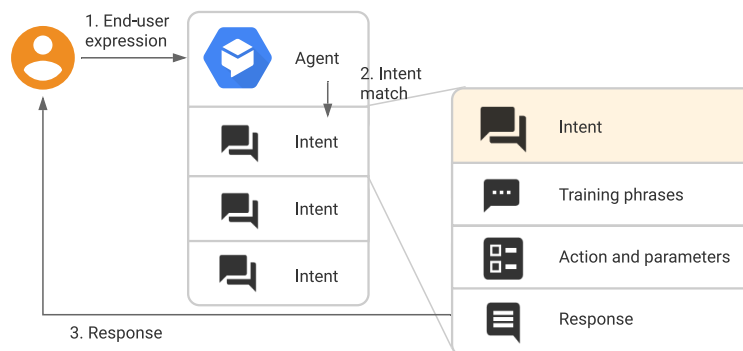 1. End-user
expression
Agent
2. Intent
match
Intent
Intent
Intent
Intent
Training phrases
Action and parameters
Response
3. Response